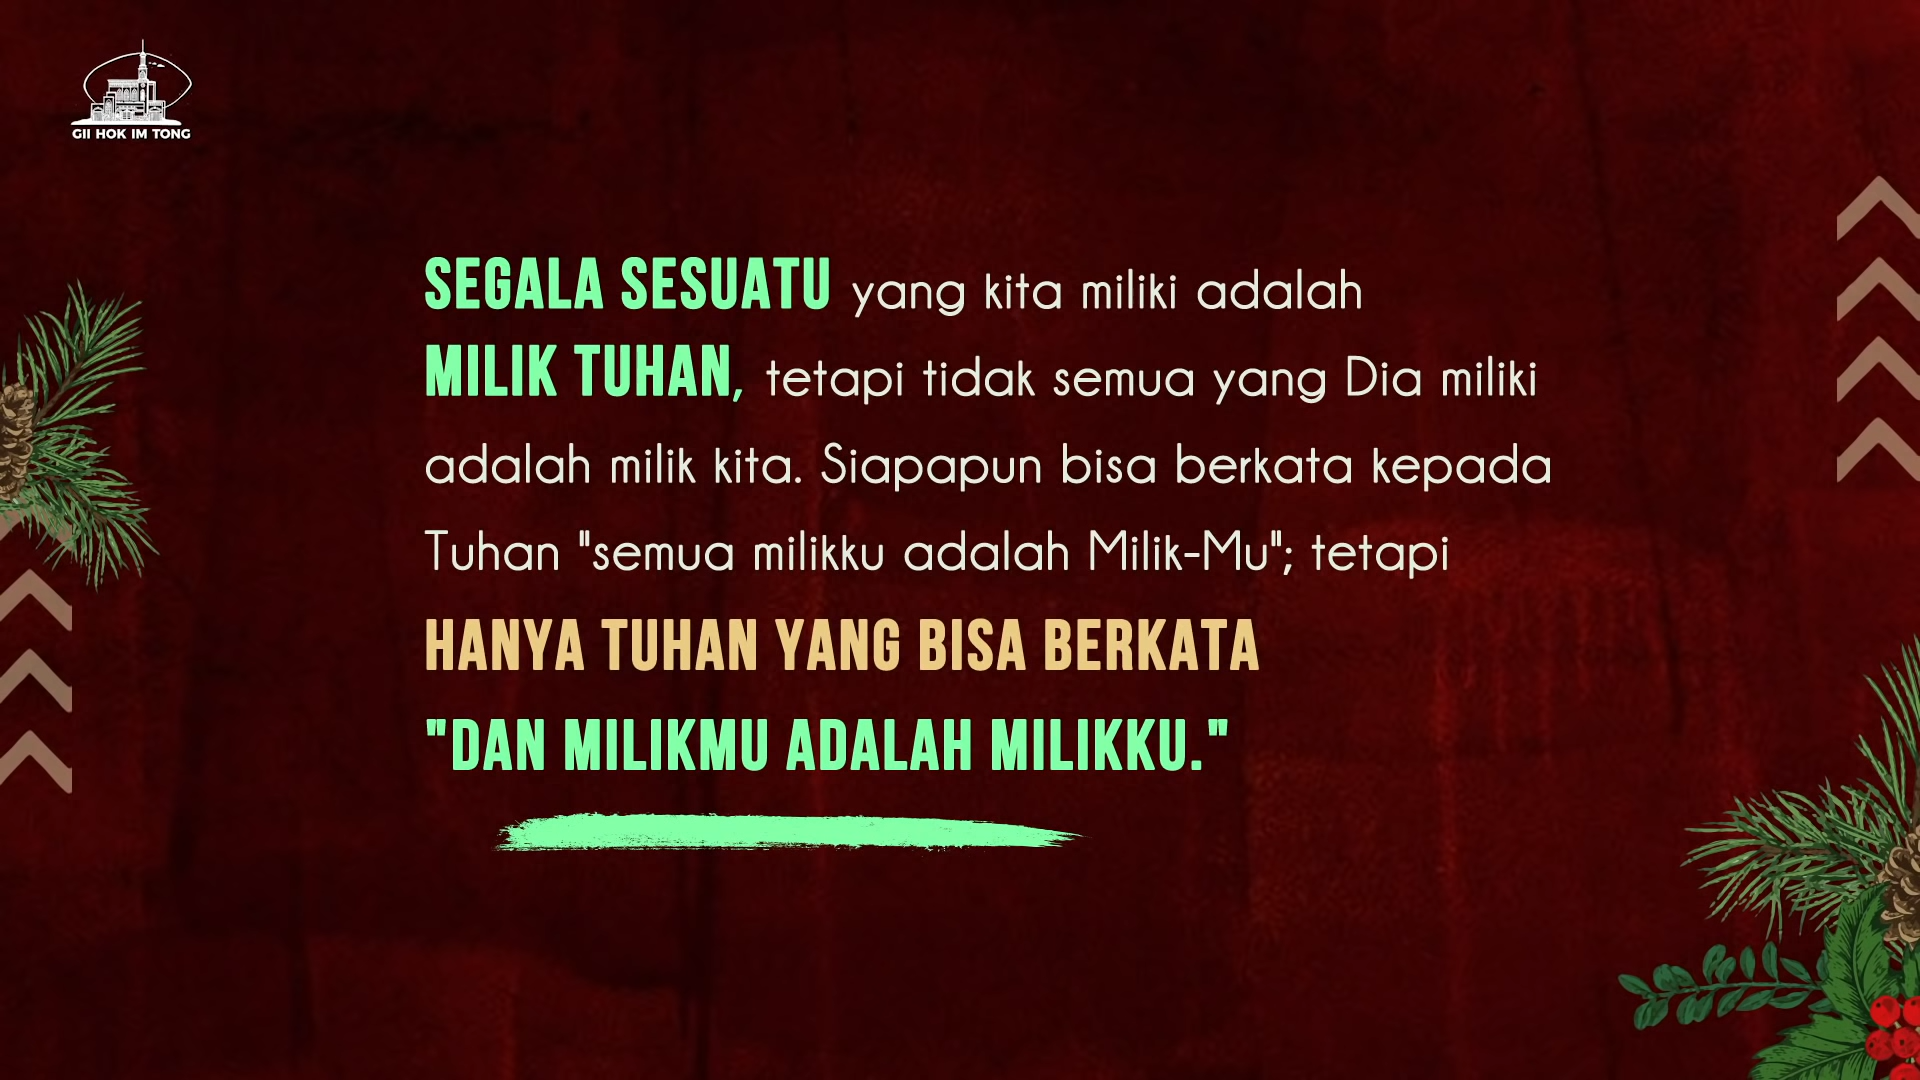 GII HOK IM TONG
SEGALA SESUATU yang kita miliki adalah
MILIK TUHAN, tetapi tidak semua yang Dia miliki
adalah milik kita. Siapapun bisa berkata kepada
Tuhan "semua milikku adalah Milik-Mu"; tetapi
HANYA TUHAN YANG BISA BERKATA
"DAN MILIKMU ADALAH MILIKKU."